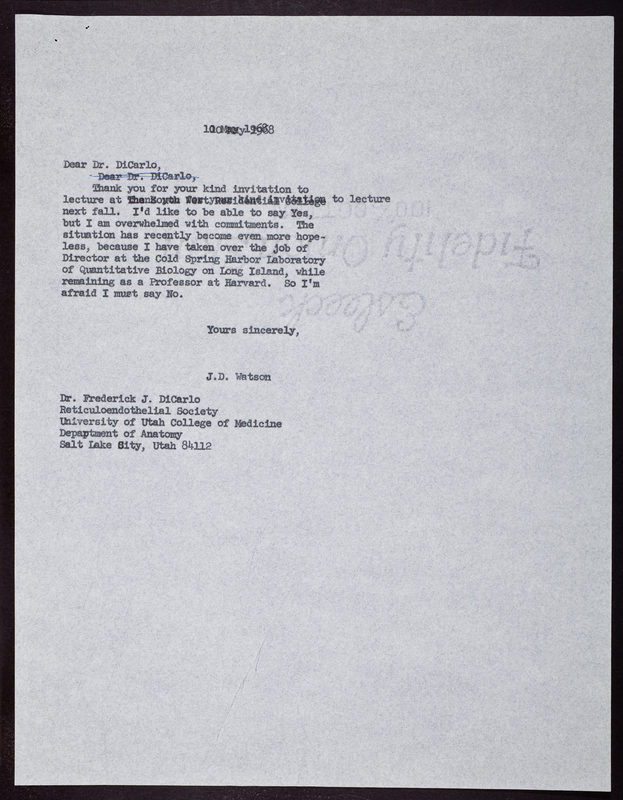 10 May 1968
Dear Dr. DiCarlo,
Dear Dr. DiCarlo,
Thank you for your kind invitation to
lecture at to lecture
next fall. I'd like to be able to say Yes,
but I am overwhelmed with commitments. The
situation has recently become even more hope-
less, because I have taken over the job of
Director at the Cold Spring Harbor Laboratory
of Quantitative Biology on Long Island, while
remaining as a Professor at Harvard. So I'm
afraid I must say No.
Yours sincerely,
J.D. Watson
Dr. Frederick J. DiCarlo
Reticuloendothelial Society
University of Utah College of Medicine
Department of Anatomy
Salt Lake City, Utah 84112
Esleeck
Fidelity
100%